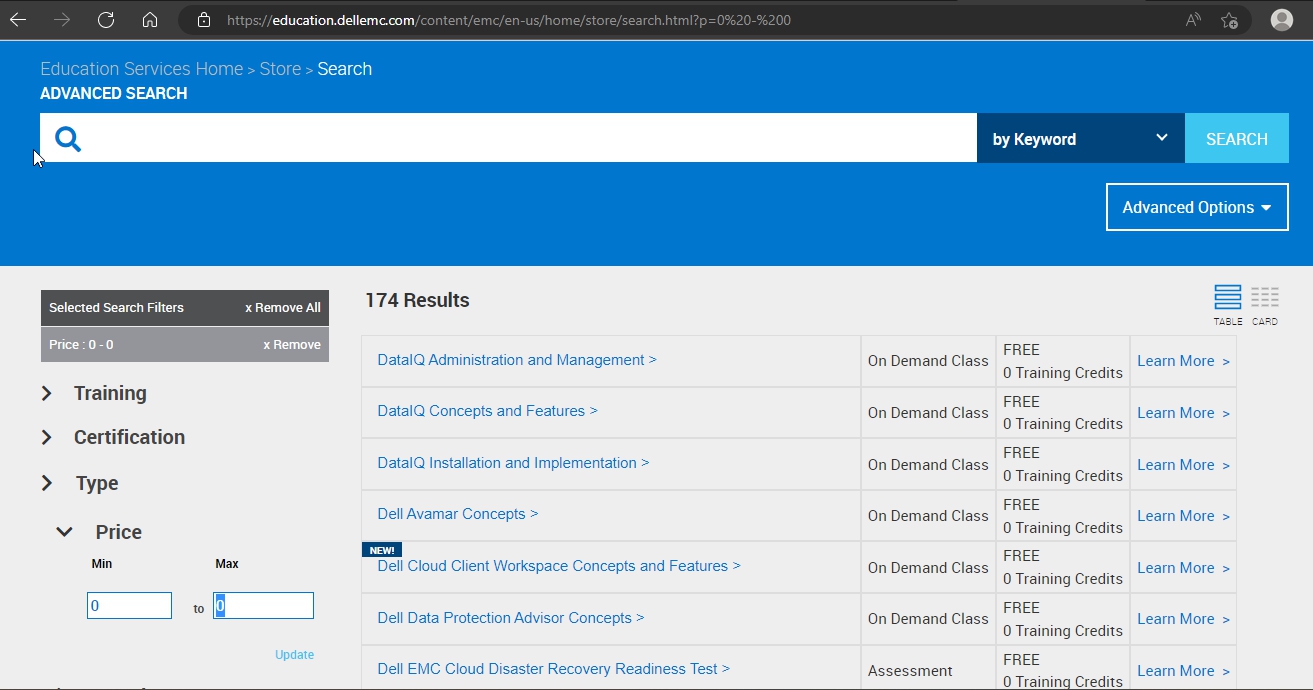 https://education.dellemc.com/content/emc/en-us/home/store/search.html?p=0%20-%200
Education Services Home > Store > Search
ADVANCED SEARCH
by Keyword
SEARCH
Advanced Options
Selected Search Filters x Remove All
Price : 0 - 0 x Remove
Training
Certification
Type
Price
Min Max
0 to 0
Update
174 Results
TABLE CARD
DataIQ Administration and Management > On Demand Class FREE 0 Training Credits Learn More >
DataIQ Concepts and Features > On Demand Class FREE 0 Training Credits Learn More >
DataIQ Installation and Implementation > On Demand Class FREE 0 Training Credits Learn More >
Dell Avamar Concepts > On Demand Class FREE 0 Training Credits Learn More >
NEW!
Dell Cloud Client Workspace Concepts and Features > On Demand Class FREE 0 Training Credits Learn More >
Dell Data Protection Advisor Concepts > On Demand Class FREE 0 Training Credits Learn More >
Dell EMC Cloud Disaster Recovery Readiness Test > Assessment FREE 0 Training Credits Learn More >